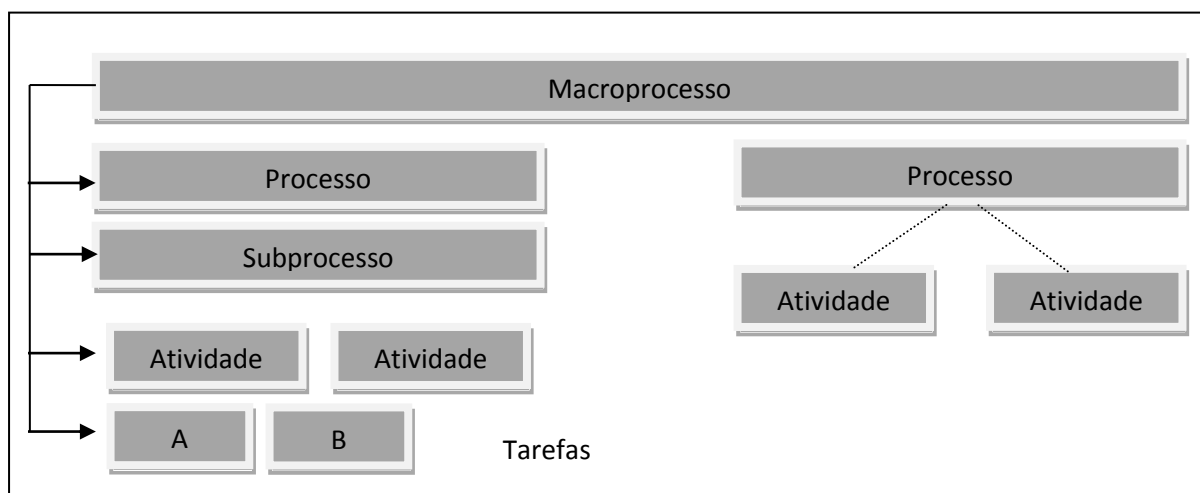 Macroprocesso
Processo
Processo
Subprocesso
Atividade
Atividade
Atividade
Atividade
A
B
Tarefas